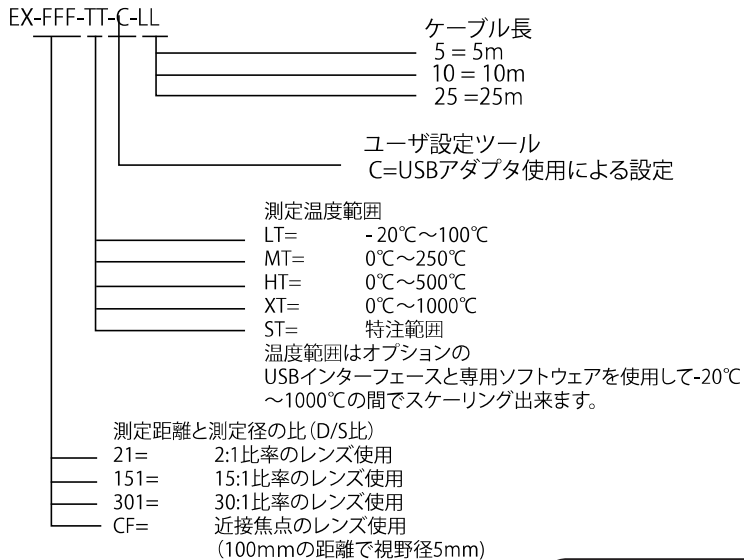 EX-FFF-TT-C-LL
ケーブル長
5 = 5m
10 = 10m
25 =25m
ユーザ設定ツール
C=USBアダプタ使用による設定
測定温度範囲
LT= - 20℃～100℃
MT= 0℃～250℃
HT= 0℃～500℃
XT= 0℃～1000℃
ST= 特注範囲
温度範囲はオプションの
USBインターフェースと専用ソフトウェアを使用して-20℃
～1000℃の間でスケーリング出来ます。
測定距離と測定径の比（D/S比）
21= 2:1比率のレンズ使用
151= 15:1比率のレンズ使用
301= 30:1比率のレンズ使用
CF= 近接焦点のレンズ使用
（100mmの距離で視野径5mm）